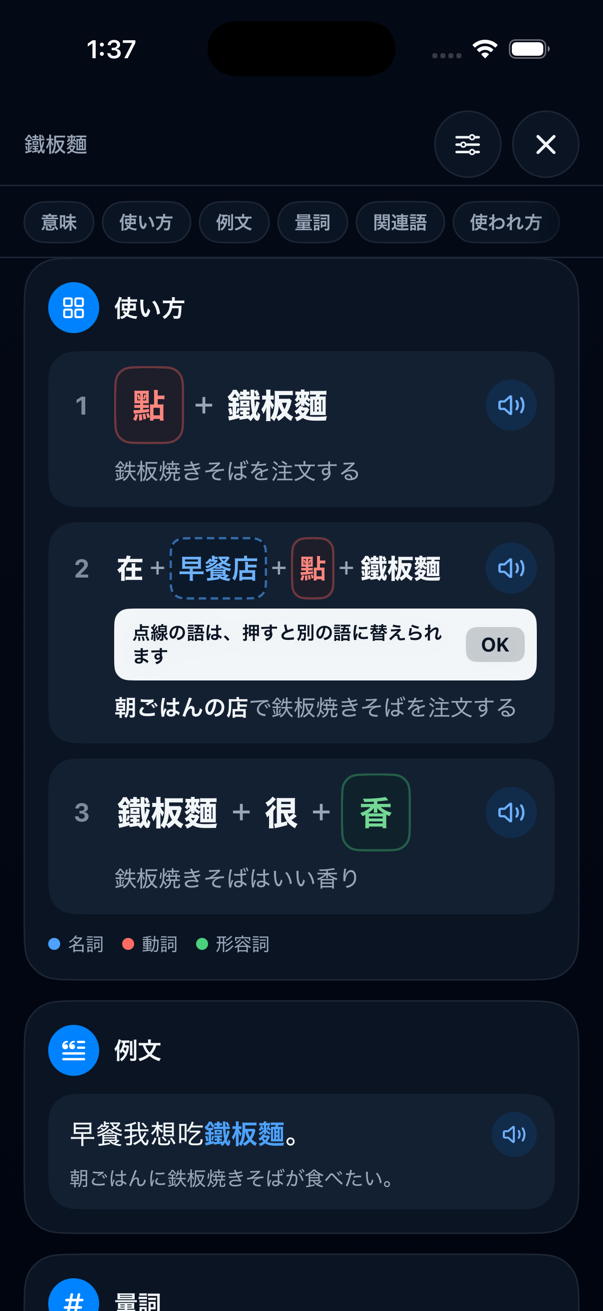 1:37
鐵板麵
意味 使い方 例文 量詞 関連語 使われ方
使い方
1 點 + 鐵板麵
鉄板焼きそばを注文する
2 在 + 早餐店 + 點 + 鐵板麵
点線の語は、押すと別の語に替えられ
ます
OK
朝ごはんの店で鉄板焼きそばを注文する
3 鐵板麵 + 很 + 香
鉄板焼きそばはいい香り
名詞 動詞 形容詞
例文
早餐我想吃鐵板麵。
朝ごはんに鉄板焼きそばが食べたい。
# 量詞